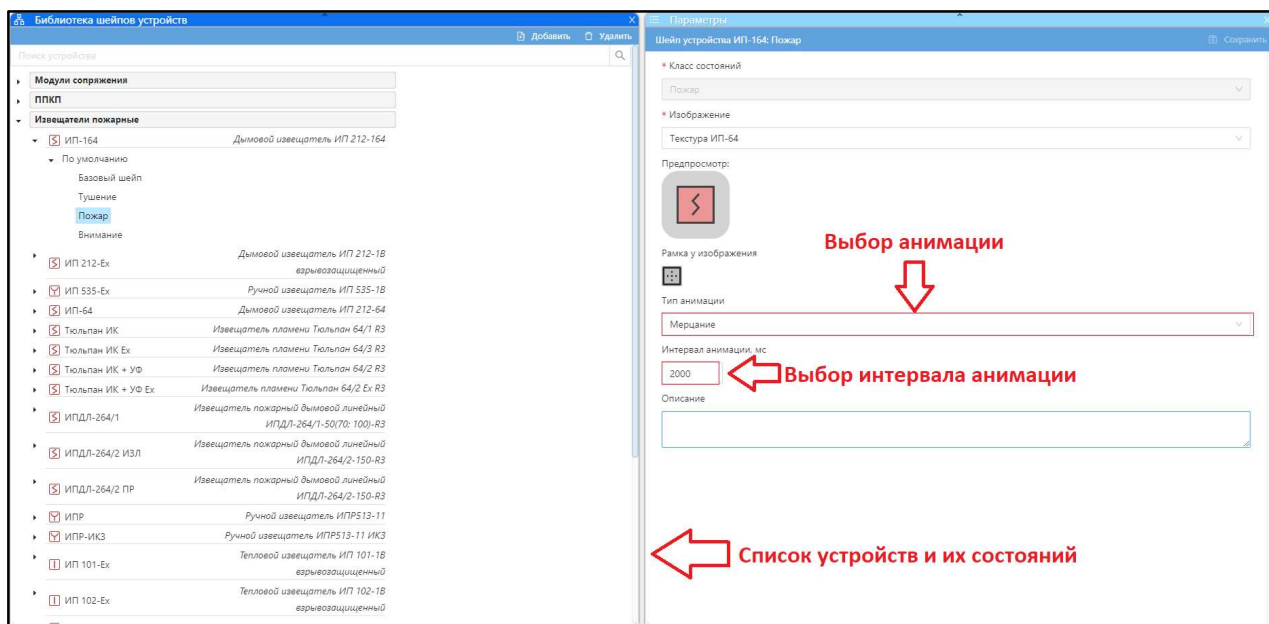 Библиотека шейпов устройств
Добавить Удалить
Поиск устройства
Модули сопряжения
ППКП
Извещатели пожарные
ИП-164 Дымовой извещатель ИП 212-164
По умолчанию
Базовый шейп
Тушение
Пожар
Внимание
ИП 212-Ex Дымовой извещатель ИП 212-1В
взрывозащищенный
ИП 535-Ex Ручной извещатель ИП 535-1В
ИП-64 Дымовой извещатель ИП 212-64
Тюльпан ИК Извещатель пламени Тюльпан 64/1 R3
Тюльпан ИК Ex Извещатель пламени Тюльпан 64/3 R3
Тюльпан ИК + УФ Извещатель пламени Тюльпан 64/2 R3
Тюльпан ИК + УФ Ex Извещатель пламени Тюльпан 64/2 Ex R3
ИПДЛ-264/1 Извещатель пожарный дымовой линейный
ИПДЛ-264/1-50(70; 100)-R3
ИПДЛ-264/2 ИЗЛ Извещатель пожарный дымовой линейный
ИПДЛ-264/2-150-R3
ИПДЛ-264/2 ПР Извещатель пожарный дымовой линейный
ИПДЛ-264/2-150-R3
ИПР Ручной извещатель ИПР513-11
ИПР-ИКЗ Ручной извещатель ИПР513-11 ИКЗ
ИП 101-Ex Тепловой извещатель ИП 101-1В
взрывозащищенный
ИП 102-Ex Тепловой извещатель ИП 102-1В
взрывозащищенный
Параметры
Шейп устройства ИП-164: Пожар Сохранить
* Класс состояний
Пожар
* Изображение
Текстура ИП-64
Предпросмотр:
Выбор анимации
Рамка у изображения
Тип анимации
Мерцание
Интервал анимации, мс
2000
Выбор интервала анимации
Описание
Список устройств и их состояний